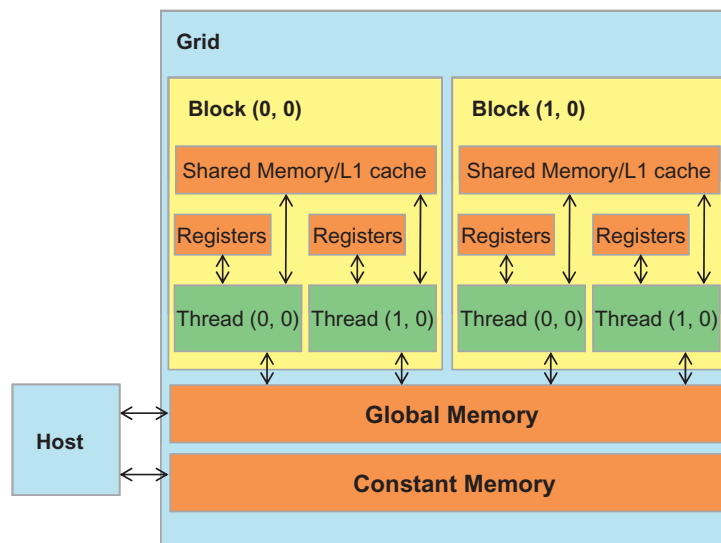 Grid
Block (0, 0)
Block (1, 0)
Shared Memory/L1 cache
Shared Memory/L1 cache
Registers
Registers
Registers
Registers
Thread (0, 0)
Thread (1, 0)
Thread (0, 0)
Thread (1, 0)
Host
Global Memory
Constant Memory